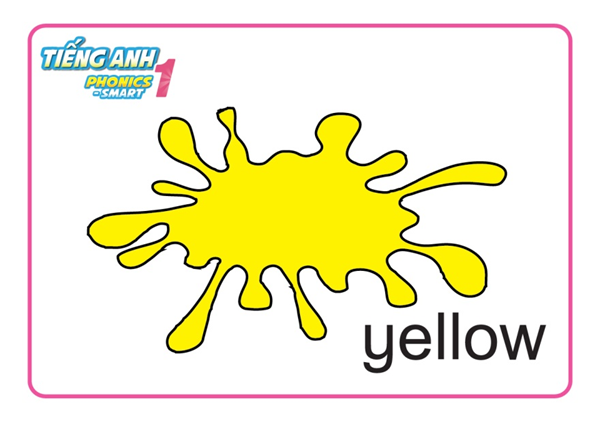 TIẾNG ANH
PHONICS
-SMART 1
yellow